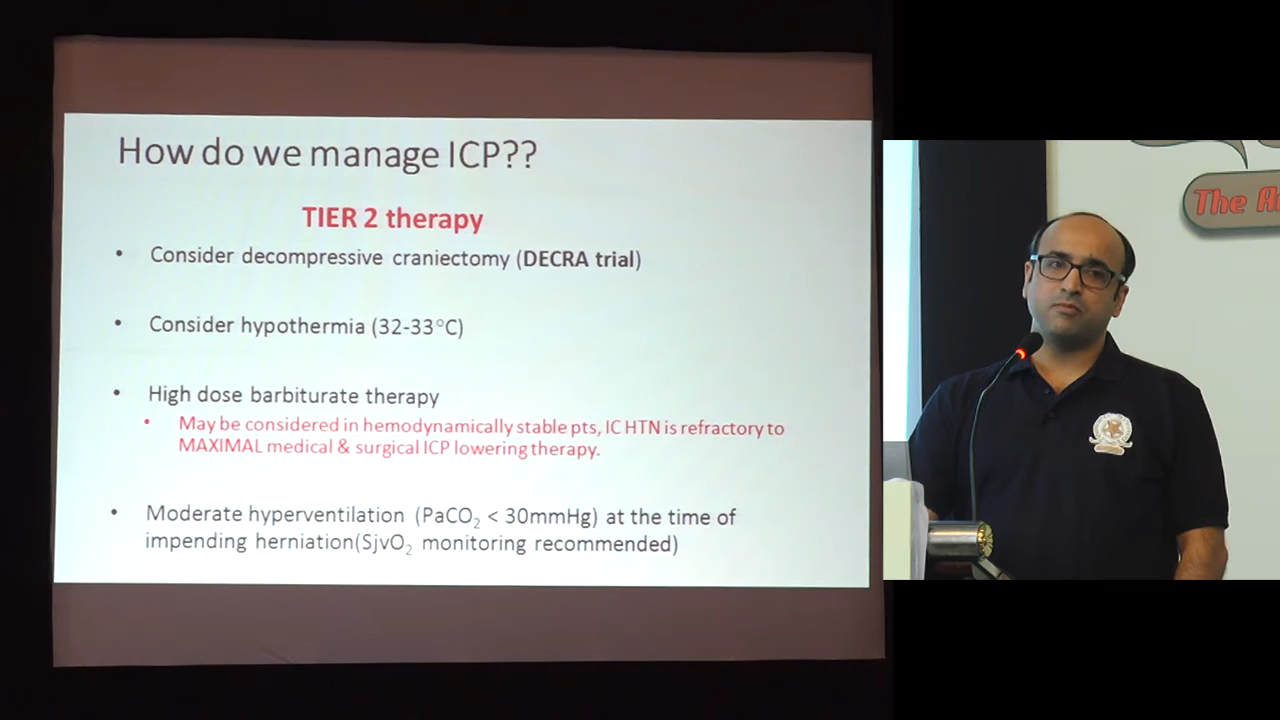 How do we manage ICP??
TIER 2 therapy
• Consider decompressive craniectomy (DECRA trial)
• Consider hypothermia (32-33°C)
• High dose barbiturate therapy
• May be considered in hemodynamically stable pts, IC HTN is refractory to
MAXIMAL medical & surgical ICP lowering therapy.
• Moderate hyperventilation (PaCO₂ < 30mmHg) at the time of
impending herniation(SjvO₂ monitoring recommended)
The